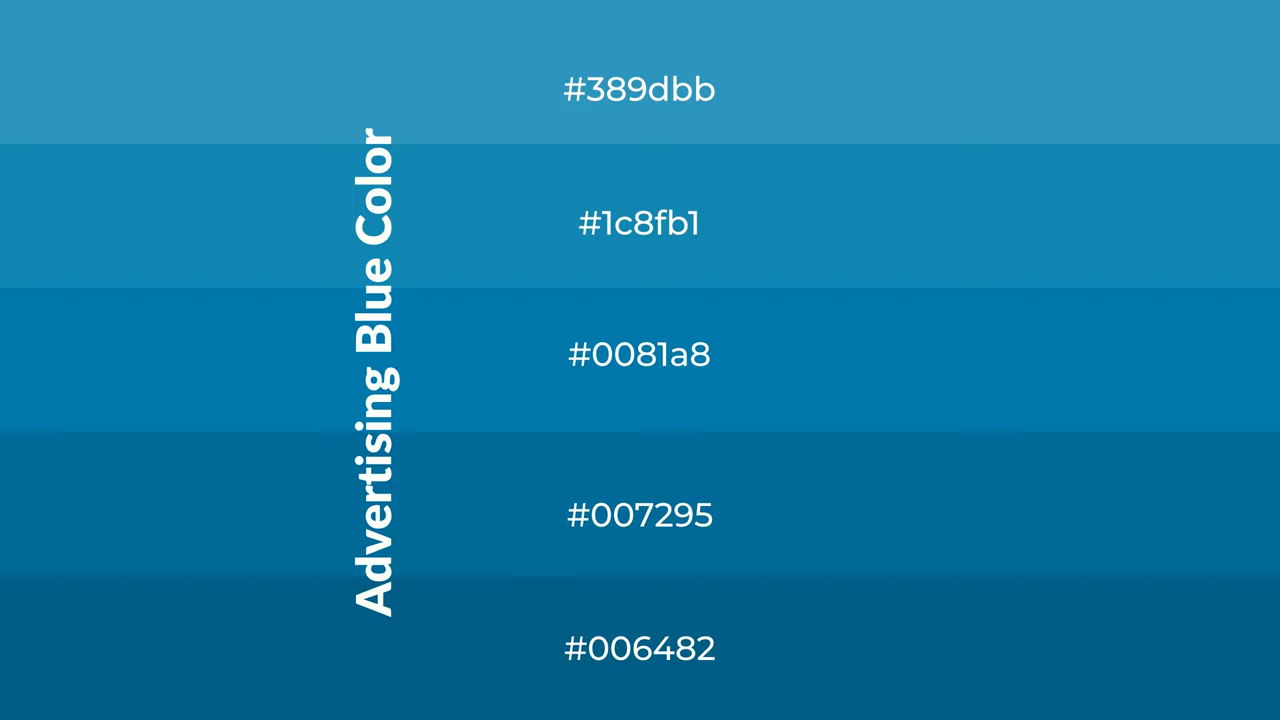 Advertising Blue Color
#389dbb
#1c8fb1
#0081a8
#007295
#006482